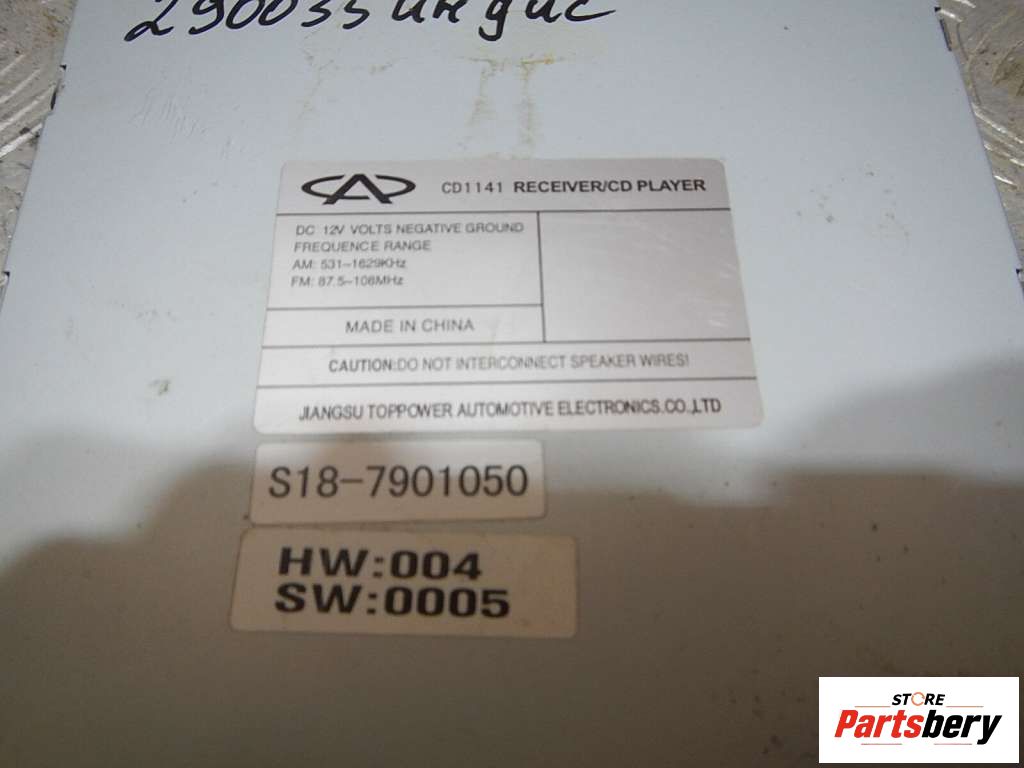 290035 индис
CD1141 RECEIVER/CD PLAYER
DC 12V VOLTS NEGATIVE GROUND
FREQUENCE RANGE
AM: 531~1629KHz
FM: 87.5~108MHz
MADE IN CHINA
CAUTION:DO NOT INTERCONNECT SPEAKER WIRES!
JIANGSU TOPPOWER AUTOMOTIVE ELECTRONICS.CO.,LTD
S18-7901050
HW:004
SW:0005
STORE
Partsbery